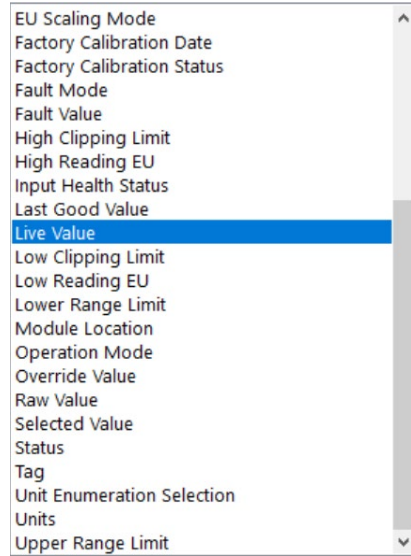 EU Scaling Mode
Factory Calibration Date
Factory Calibration Status
Fault Mode
Fault Value
High Clipping Limit
High Reading EU
Input Health Status
Last Good Value
Live Value
Low Clipping Limit
Low Reading EU
Lower Range Limit
Module Location
Operation Mode
Override Value
Raw Value
Selected Value
Status
Tag
Unit Enumeration Selection
Units
Upper Range Limit